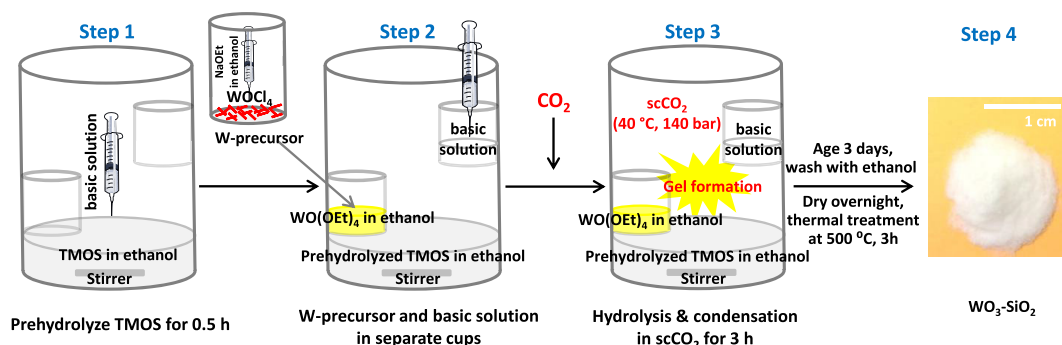 Step 1
Step 2
Step 3
Step 4
NaOEt
in ethanol
WOCl₄
W-precursor
basic solution
TMOS in ethanol
Stirrer
Prehydrolyze TMOS for 0.5 h
basic
solution
WO(OEt)₄ in ethanol
Prehydrolyzed TMOS in ethanol
Stirrer
W-precursor and basic solution
in separate cups
CO₂
scCO₂
(40 °C, 140 bar)
basic
solution
Gel formation
WO(OEt)₄ in ethanol
Prehydrolyzed TMOS in ethanol
Stirrer
Hydrolysis & condensation
in scCO₂ for 3 h
Age 3 days,
wash with ethanol
Dry overnight,
thermal treatment
at 500 ⁰C, 3h
1 cm
WO₃-SiO₂